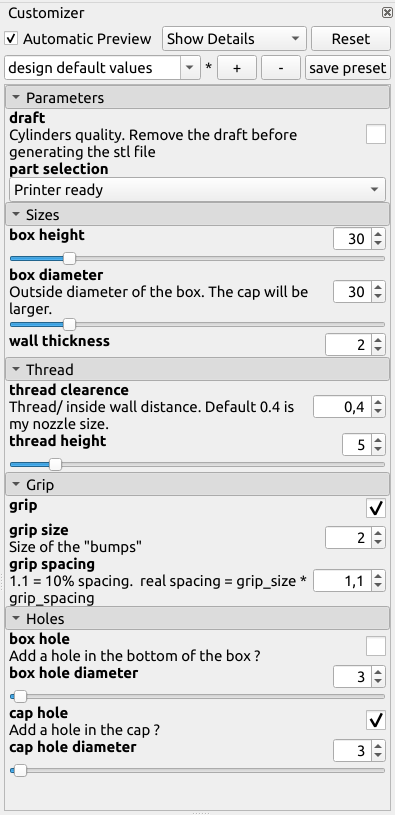 Customizer
Automatic Preview Show Details Reset
design default values * + - save preset
Parameters
draft
Cylinders quality. Remove the draft before
generating the stl file
part selection
Printer ready
Sizes
box height
30
box diameter
Outside diameter of the box. The cap will be 30
larger.
wall thickness
2
Thread
thread clearence
Thread/ inside wall distance. Default 0.4 is 0,4
my nozzle size.
thread height
5
Grip
grip
grip size
Size of the "bumps" 2
grip spacing
1.1 = 10% spacing.  real spacing = grip_size * 1,1
grip_spacing
Holes
box hole
Add a hole in the bottom of the box ?
box hole diameter 3
cap hole
Add a hole in the cap ?
cap hole diameter 3